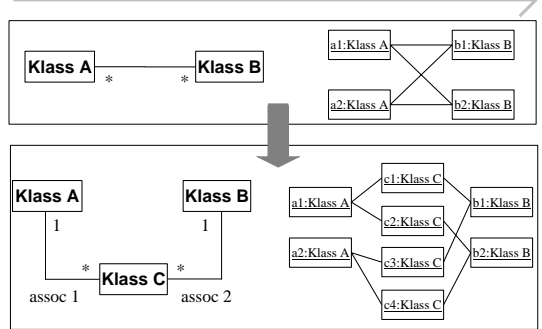 Klass A
Klass B
*
*
a1:Klass A
b1:Klass B
a2:Klass A
b2:Klass B
Klass A
Klass B
1
1
*
Klass C
*
assoc 1
assoc 2
c1:Klass C
a1:Klass A
b1:Klass B
c2:Klass C
a2:Klass A
c3:Klass C
b2:Klass B
c4:Klass C